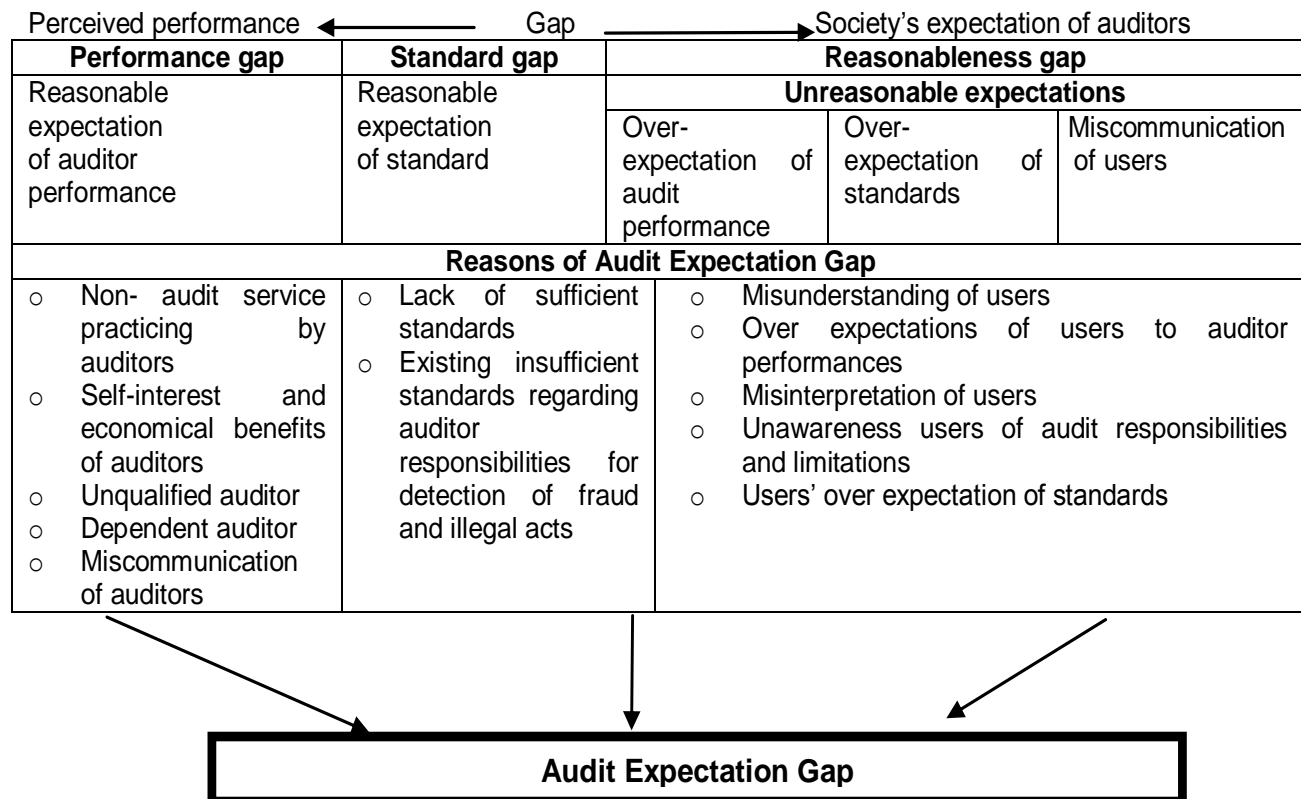 Perceived performance Gap Society's expectation of auditors
Performance gap Standard gap Reasonableness gap
Reasonable
expectation
of auditor
performance
Reasonable
expectation
of standard
Unreasonable expectations
Over-
expectation of
audit
performance
Over-
expectation of
standards
Miscommunication
of users
Reasons of Audit Expectation Gap
o Non- audit service
practicing by
auditors
o Self-interest and
economical benefits
of auditors
o Unqualified auditor
o Dependent auditor
o Miscommunication
of auditors
o Lack of sufficient
standards
o Existing insufficient
standards regarding
auditor
responsibilities for
detection of fraud
and illegal acts
o Misunderstanding of users
o Over expectations of users to auditor
performances
o Misinterpretation of users
o Unawareness users of audit responsibilities
and limitations
o Users' over expectation of standards
Audit Expectation Gap